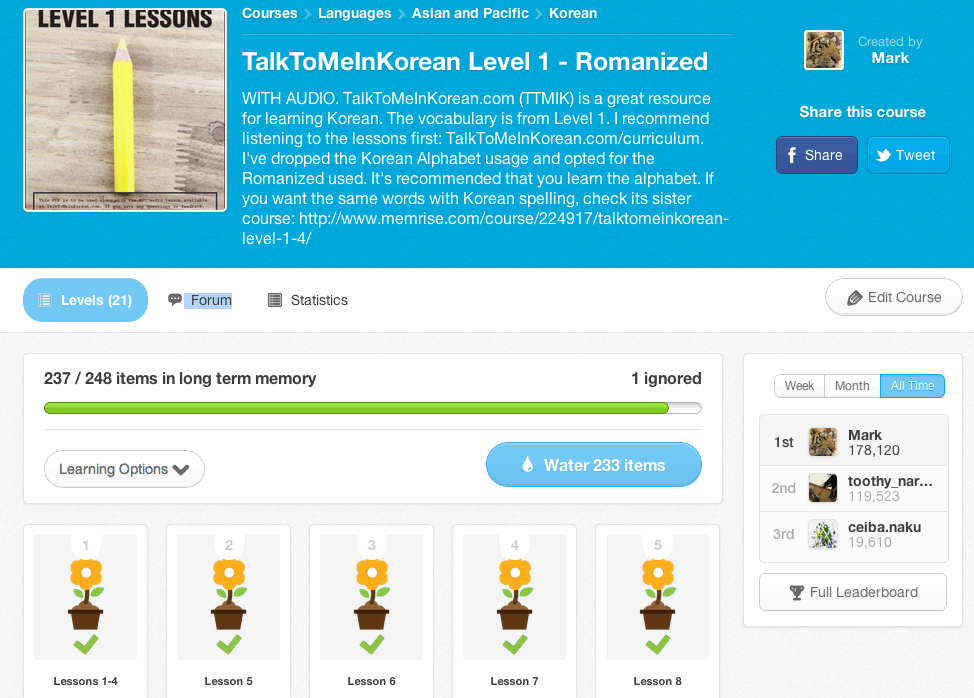 LEVEL 1 LESSONS
This PDF is to be used along with the MP3 audio lesson available
at TalkToMeInKorean.com. If you have any questions or feedback,
Courses > Languages > Asian and Pacific > Korean
TalkToMeInKorean Level 1 - Romanized
WITH AUDIO. TalkToMeInKorean.com (TTMIK) is a great resource
for learning Korean. The vocabulary is from Level 1. I recommend
listening to the lessons first: TalkToMeInKorean.com/curriculum.
I've dropped the Korean Alphabet usage and opted for the
Romanized used. It's recommended that you learn the alphabet. If
you want the same words with Korean spelling, check its sister
course: http://www.memrise.com/course/224917/talktomeinkorean-
level-1-4/
Created by
Mark
Share this course
Share
Tweet
Levels (21)
Forum
Statistics
Edit Course
237 / 248 items in long term memory
1 ignored
Learning Options
Water 233 items
Week
Month
All Time
1st
Mark
178,120
2nd
toothy_nar...
119,523
3rd
ceiba.naku
19,610
Full Leaderboard
1
Lessons 1-4
2
Lesson 5
3
Lesson 6
4
Lesson 7
5
Lesson 8